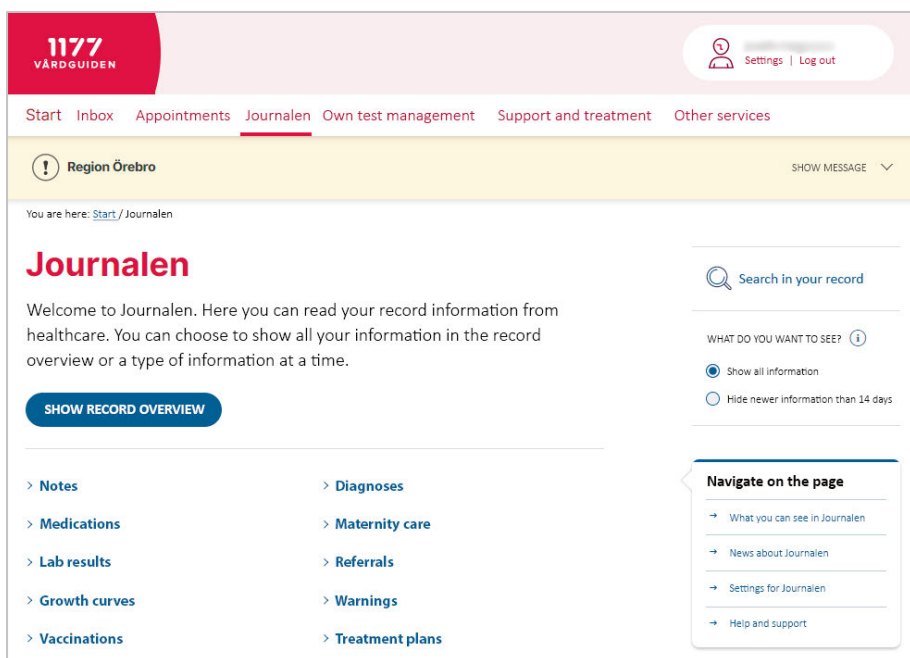 1177
VÅRDGUIDEN
Settings | Log out
Start Inbox Appointments Journalen Own test management Support and treatment Other services
! Region Örebro
SHOW MESSAGE
You are here: Start / Journalen
Journalen
Welcome to Journalen. Here you can read your record information from
healthcare. You can choose to show all your information in the record
overview or a type of information at a time.
SHOW RECORD OVERVIEW
> Notes
> Medications
> Lab results
> Growth curves
> Vaccinations
> Diagnoses
> Maternity care
> Referrals
> Warnings
> Treatment plans
Search in your record
WHAT DO YOU WANT TO SEE? i
Show all information
Hide newer information than 14 days
Navigate on the page
→ What you can see in Journalen
→ News about Journalen
→ Settings for Journalen
→ Help and support